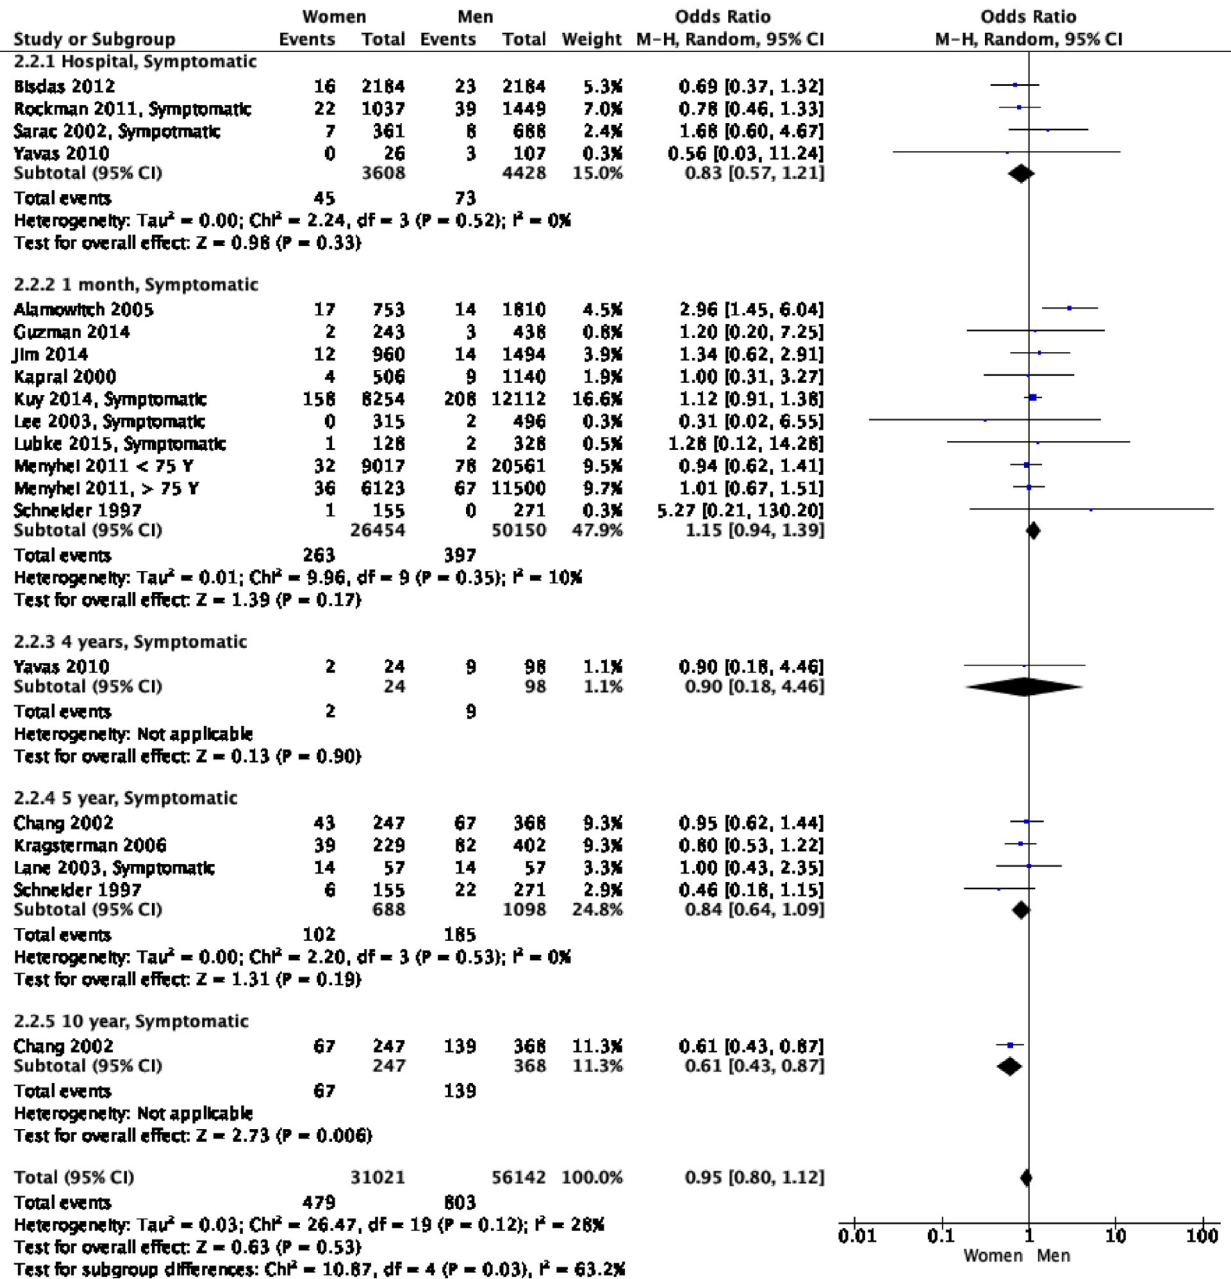 Women Men Odds Ratio Odds Ratio
Study or Subgroup Events Total Events Total Weight M-H, Random, 95% CI M-H, Random, 95% CI
2.2.1 Hospital, Symptomatic
Bisdas 2012 16 2184 23 2184 5.3% 0.69 [0.37, 1.32]
Rockman 2011, Symptomatic 22 1037 39 1449 7.0% 0.78 [0.46, 1.33]
Sarac 2002, Sympotmatic 7 361 8 688 2.4% 1.68 [0.60, 4.67]
Yavas 2010 0 26 3 107 0.3% 0.56 [0.03, 11.24]
Subtotal (95% CI) 3608 4428 15.0% 0.83 [0.57, 1.21]
Total events 45 73
Heterogeneity: Tau² = 0.00; Chi² = 2.24, df = 3 (P = 0.52); I² = 0%
Test for overall effect: Z = 0.98 (P = 0.33)
2.2.2 1 month, Symptomatic
Alamowitch 2005 17 753 14 1810 4.5% 2.96 [1.45, 6.04]
Guzman 2014 2 243 3 438 0.8% 1.20 [0.20, 7.25]
Jim 2014 12 960 14 1494 3.9% 1.34 [0.62, 2.91]
Kapral 2000 4 506 9 1140 1.9% 1.00 [0.31, 3.27]
Kuy 2014, Symptomatic 158 8254 208 12112 16.6% 1.12 [0.91, 1.38]
Lee 2003, Symptomatic 0 315 2 496 0.3% 0.31 [0.02, 6.55]
Lubke 2015, Symptomatic 1 128 2 328 0.5% 1.28 [0.12, 14.28]
Menyhei 2011 < 75 Y 32 9017 78 20561 9.5% 0.94 [0.62, 1.41]
Menyhei 2011, > 75 Y 36 6123 67 11500 9.7% 1.01 [0.67, 1.51]
Schneider 1997 1 155 0 271 0.3% 5.27 [0.21, 130.20]
Subtotal (95% CI) 26454 50150 47.9% 1.15 [0.94, 1.39]
Total events 263 397
Heterogeneity: Tau² = 0.01; Chi² = 9.96, df = 9 (P = 0.35); I² = 10%
Test for overall effect: Z = 1.39 (P = 0.17)
2.2.3 4 years, Symptomatic
Yavas 2010 2 24 9 98 1.1% 0.90 [0.18, 4.46]
Subtotal (95% CI) 24 98 1.1% 0.90 [0.18, 4.46]
Total events 2 9
Heterogeneity: Not applicable
Test for overall effect: Z = 0.13 (P = 0.90)
2.2.4 5 year, Symptomatic
Chang 2002 43 247 67 368 9.3% 0.95 [0.62, 1.44]
Kragsterman 2006 39 229 82 402 9.3% 0.80 [0.53, 1.22]
Lane 2003, Symptomatic 14 57 14 57 3.3% 1.00 [0.43, 2.35]
Schneider 1997 6 155 22 271 2.9% 0.46 [0.18, 1.15]
Subtotal (95% CI) 688 1098 24.8% 0.84 [0.64, 1.09]
Total events 102 185
Heterogeneity: Tau² = 0.00; Chi² = 2.20, df = 3 (P = 0.53); I² = 0%
Test for overall effect: Z = 1.31 (P = 0.19)
2.2.5 10 year, Symptomatic
Chang 2002 67 247 139 368 11.3% 0.61 [0.43, 0.87]
Subtotal (95% CI) 247 368 11.3% 0.61 [0.43, 0.87]
Total events 67 139
Heterogeneity: Not applicable
Test for overall effect: Z = 2.73 (P = 0.006)
Total (95% CI) 31021 56142 100.0% 0.95 [0.80, 1.12]
Total events 479 803
Heterogeneity: Tau² = 0.03; Chi² = 26.47, df = 19 (P = 0.12); I² = 28%
Test for overall effect: Z = 0.63 (P = 0.53)
Test for subgroup differences: Chi² = 10.87, df = 4 (P = 0.03), I² = 63.2%
0.01 0.1 1 10 100
Women Men